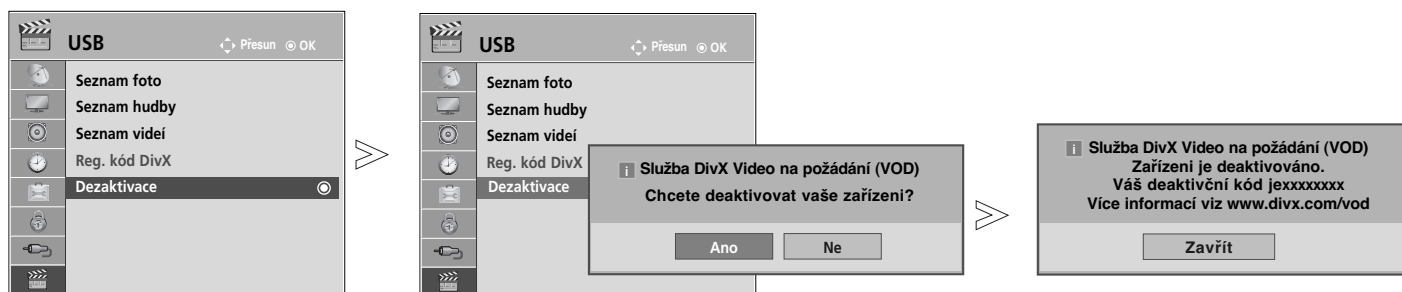 USB
Přesun OK
Seznam foto
Seznam hudby
Seznam videí
Reg. kód DivX
Dezaktivace
USB
Přesun OK
Seznam foto
Seznam hudby
Seznam videí
Reg. kód DivX
Dezaktivace
i Služba DivX Video na požádání (VOD)
Chcete deaktivovat vaše zařízeni?
Ano Ne
i Služba DivX Video na požádání (VOD)
Zařízeni je deaktivováno.
Váš deaktivční kód jexxxxxxxx
Více informací viz www.divx.com/vod
Zavřít